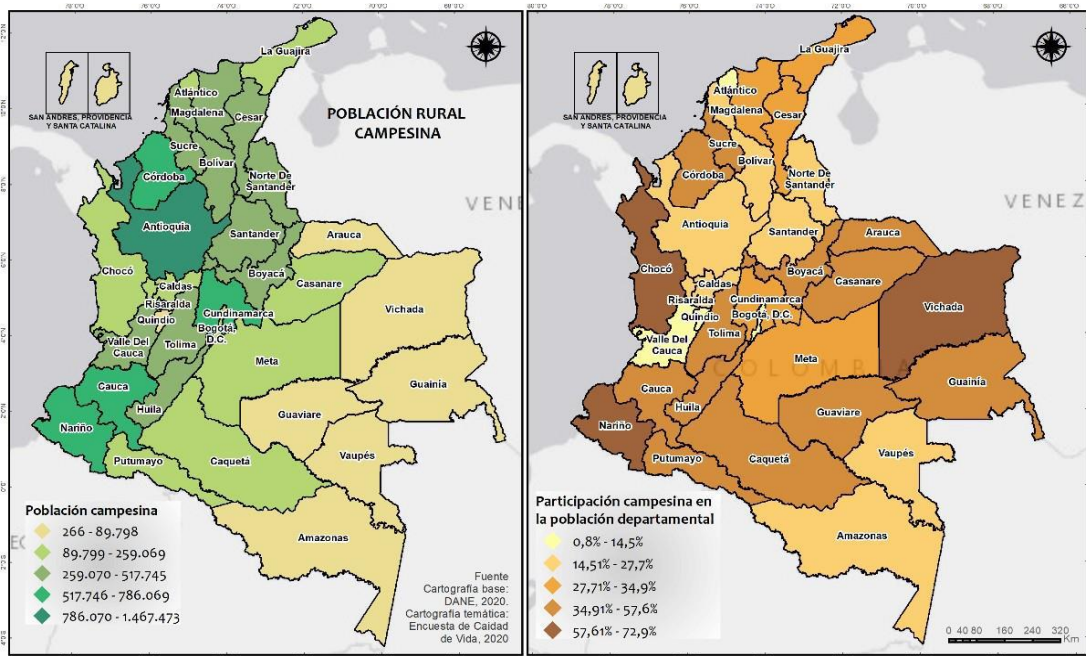 POBLACIÓN RURAL
CAMPESINA
SAN ANDRES, PROVIDENCIA
Y SANTA CATALINA
La Guajira
Atlántico
Magdalena
Cesar
Sucre
Bolívar
Córdoba
Norte De
Santander
VENE
Antioquia
Santander
Arauca
Chocó
Boyacá
Caldas
Casanare
Risaralda
Cundinamarca
Quindío
Bogotá,
D.C.
Vichada
Valle Del
Cauca
Tolima
Meta
Cauca
Guainía
Huila
Guaviare
Nariño
Vaupés
Putumayo
Caquetá
Amazonas
Población campesina
266 - 89.798
89.799 - 259.069
259.070 - 517.745
517.746 - 786.069
786.070 - 1.467.473
Fuente
Cartografía base:
DANE, 2020.
Cartografía temática:
Encuesta de Caidad
de Vida, 2020
SAN ANDRES, PROVIDENCIA
Y SANTA CATALINA
La Guajira
Atlántico
Magdalena
Cesar
Sucre
Bolívar
Córdoba
Norte De
Santander
VENEZ
Antioquia
Santander
Arauca
Chocó
Boyacá
Caldas
Casanare
Risaralda
Cundinamarca
Quindío
Bogotá, D.C.
Vichada
Valle Del
Cauca
Tolima
Meta
COLOMBIA
Cauca
Guainía
Huila
Guaviare
Nariño
Vaupés
Putumayo
Caquetá
Amazonas
Participación campesina en
la población departamental
0,8% - 14,5%
14,51% - 27,7%
27,71% - 34,9%
34,91% - 57,6%
57,61% - 72,9%
0 40 80 160 240 320
Km